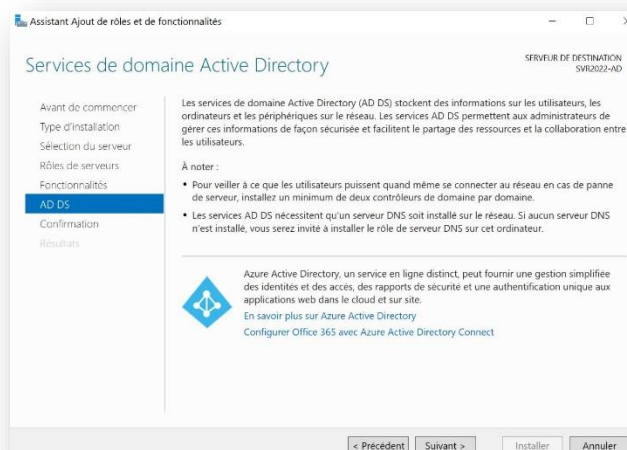 Assistant Ajout de rôles et de fonctionnalités
Services de domaine Active Directory
SERVEUR DE DESTINATION
SVR2022-AD
Avant de commencer
Type d'installation
Sélection du serveur
Rôles de serveurs
Fonctionnalités
AD DS
Confirmation
Résultats
Les services de domaine Active Directory (AD DS) stockent des informations sur les utilisateurs, les
ordinateurs et les périphériques sur le réseau. Les services AD DS permettent aux administrateurs de
gérer ces informations de façon sécurisée et facilitent le partage des ressources et la collaboration entre
les utilisateurs.
À noter :
• Pour veiller à ce que les utilisateurs puissent quand même se connecter au réseau en cas de panne
de serveur, installez un minimum de deux contrôleurs de domaine par domaine.
• Les services AD DS nécessitent qu'un serveur DNS soit installé sur le réseau. Si aucun serveur DNS
n'est installé, vous serez invité à installer le rôle de serveur DNS sur cet ordinateur.
Azure Active Directory, un service en ligne distinct, peut fournir une gestion simplifiée
des identités et des accès, des rapports de sécurité et une authentification unique aux
applications web dans le cloud et sur site.
En savoir plus sur Azure Active Directory
Configurer Office 365 avec Azure Active Directory Connect
< Précédent
Suivant >
Installer
Annuler